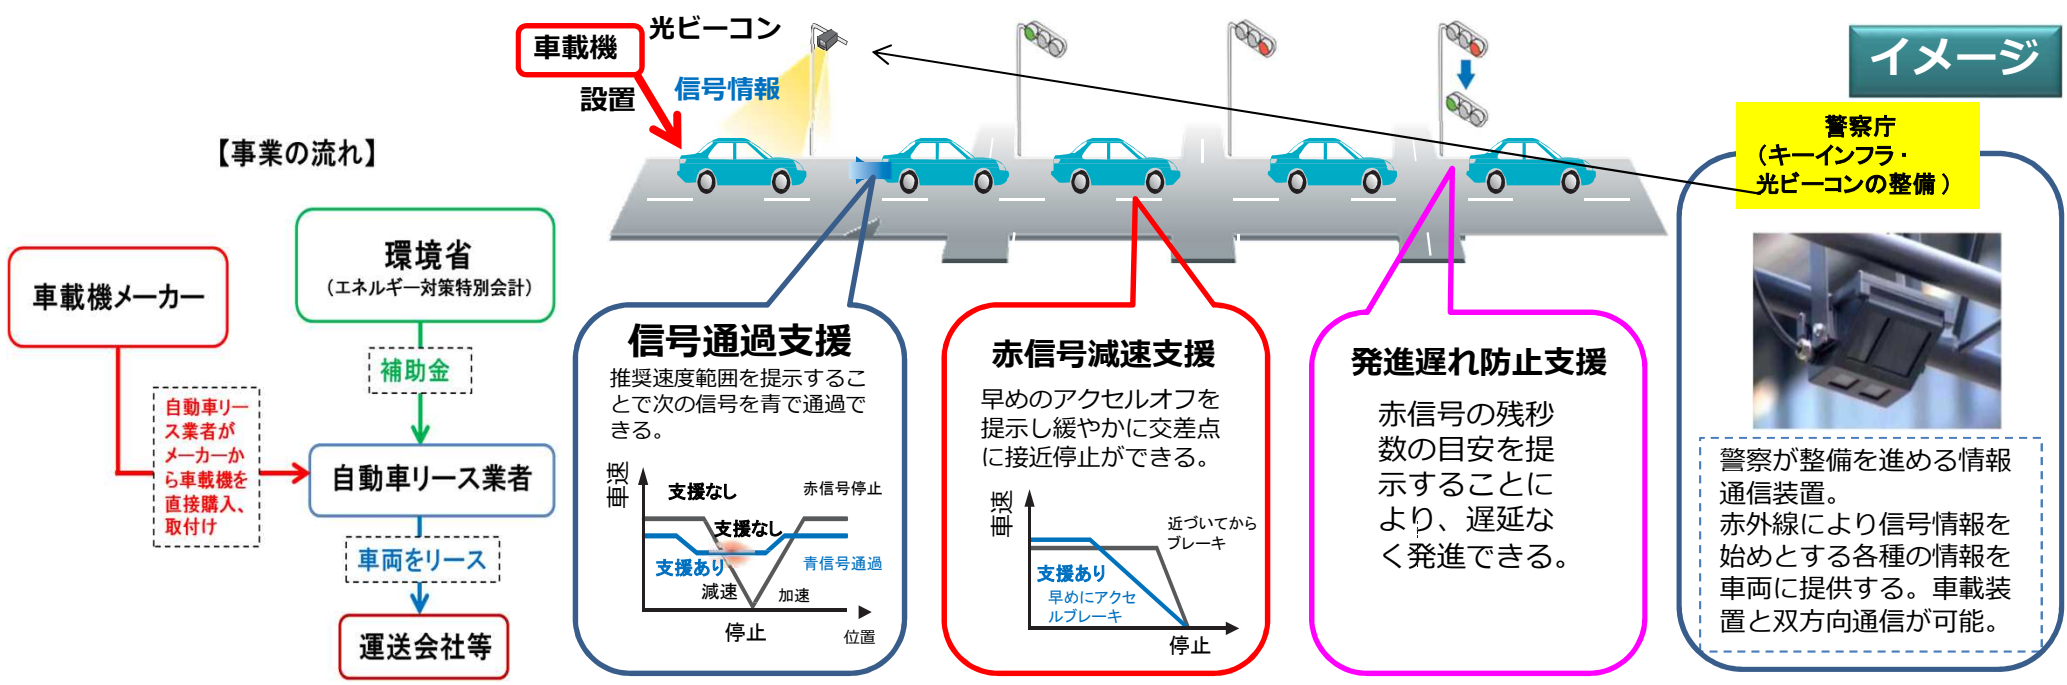 【事業の流れ】
車載機メーカー
環境省
（エネルギー対策特別会計）
補助金
自動車リー
ス業者が
メーカーか
ら車載機を
直接購入、
取付け
自動車リース業者
車両をリース
運送会社等
車載機
設置
光ビーコン
信号情報
イメージ
警察庁
（キーインフラ・
光ビーコンの整備）
信号通過支援
推奨速度範囲を提示するこ
とで次の信号を青で通過で
きる。
車速
支援なし
赤信号停止
支援なし
支援あり
青信号通過
減速
加速
停止
位置
赤信号減速支援
早めのアクセルオフを
提示し緩やかに交差点
に接近停止ができる。
車速
近づいてから
ブレーキ
支援あり
早めにアクセ
ルブレーキ
停止
発進遅れ防止支援
赤信号の残秒
数の目安を提
示することに
より、遅延な
く発進できる。
警察が整備を進める情報
通信装置。
赤外線により信号情報を
始めとする各種の情報を
車両に提供する。車載装
置と双方向通信が可能。